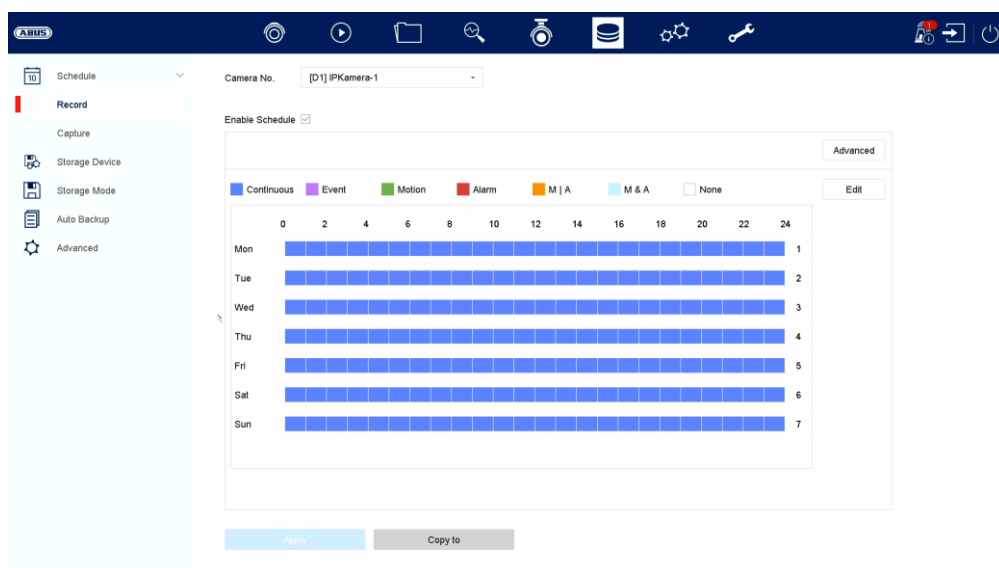 ABUS
10 Schedule
Record
Capture
Storage Device
Storage Mode
Auto Backup
Advanced
Camera No. [D1] IPKamera-1
Enable Schedule
Advanced
Continuous Event Motion Alarm M | A M & A None Edit
0 2 4 6 8 10 12 14 16 18 20 22 24
Mon 1
Tue 2
Wed 3
Thu 4
Fri 5
Sat 6
Sun 7
Apply Copy to